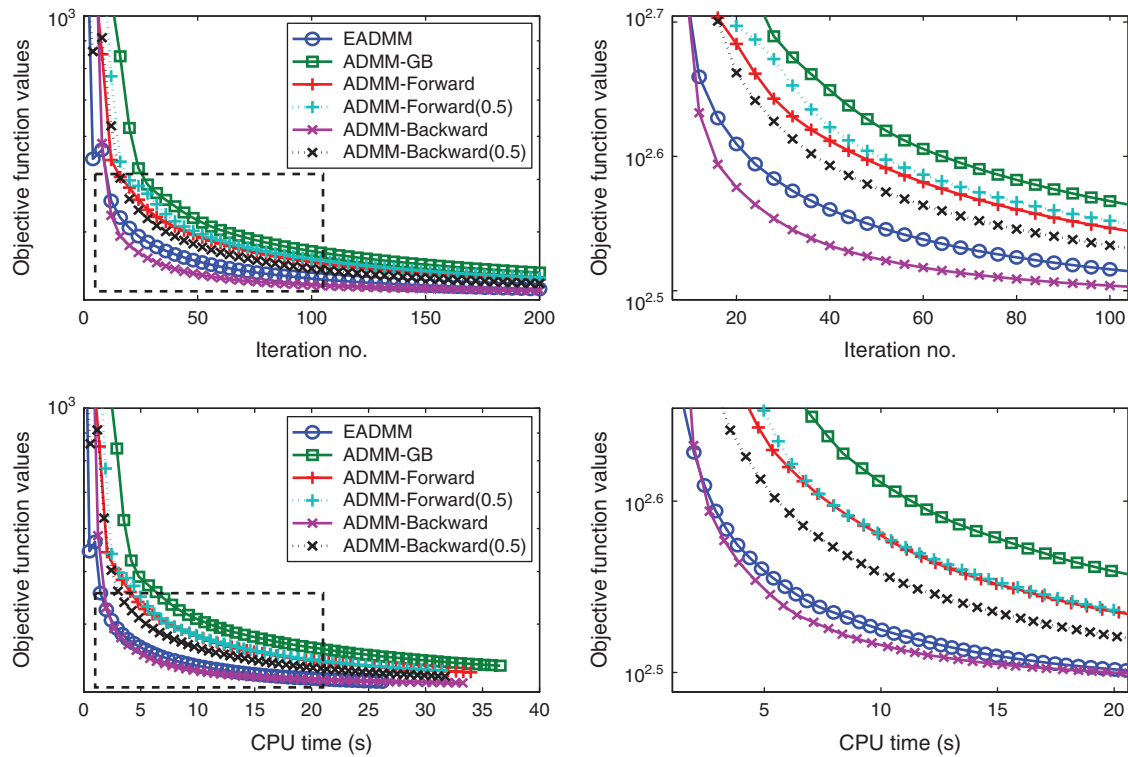 Objective function values
10^3
EADMM
ADMM-GB
ADMM-Forward
ADMM-Forward(0.5)
ADMM-Backward
ADMM-Backward(0.5)
0 50 100 150 200
Iteration no.
Objective function values
10^2.7
10^2.6
10^2.5
20 40 60 80 100
Iteration no.
Objective function values
10^3
EADMM
ADMM-GB
ADMM-Forward
ADMM-Forward(0.5)
ADMM-Backward
ADMM-Backward(0.5)
0 5 10 15 20 25 30 35 40
CPU time (s)
Objective function values
10^2.6
10^2.5
5 10 15 20
CPU time (s)